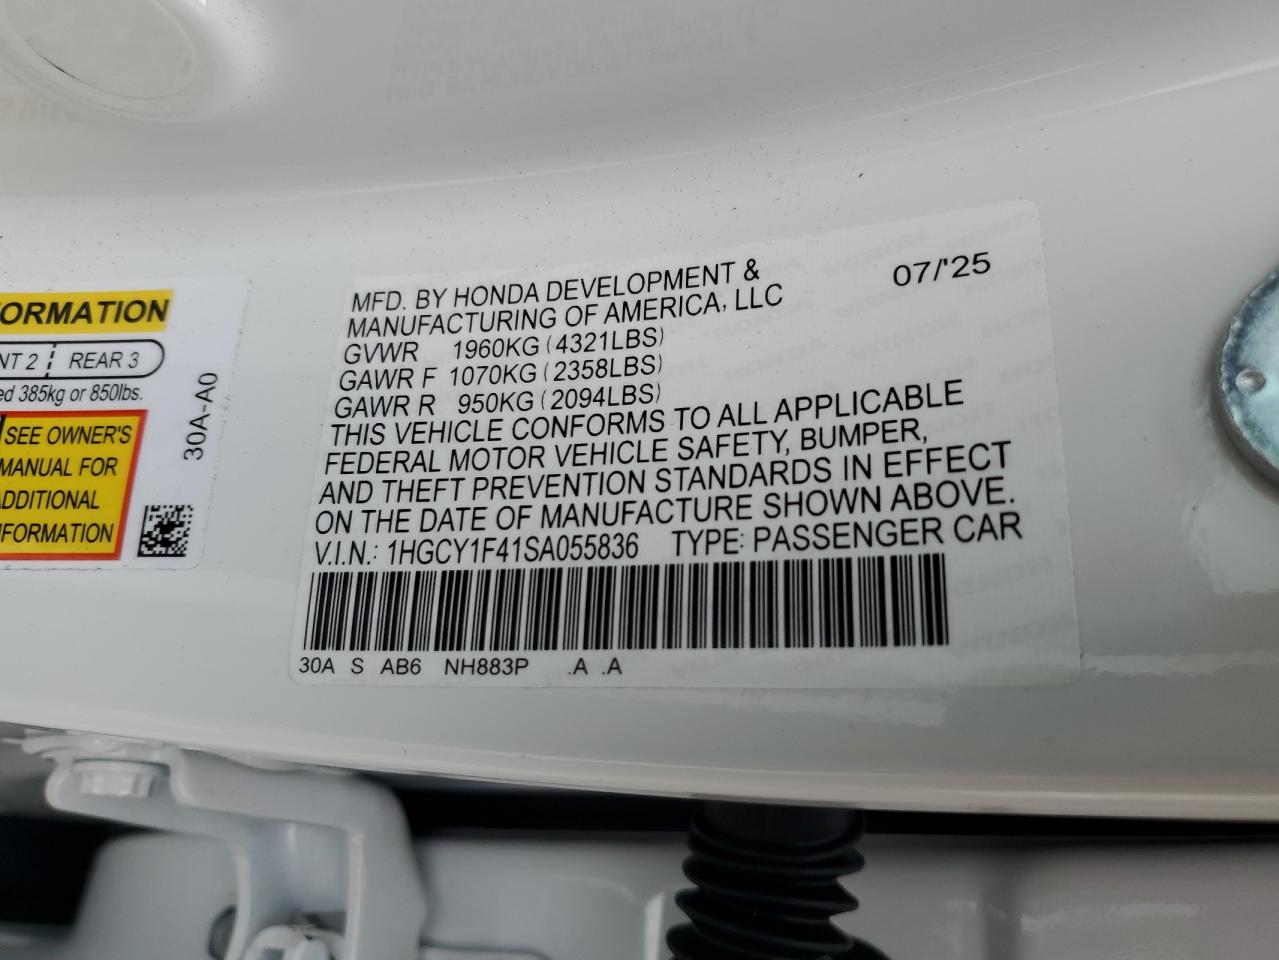 ORMATION
NT 2 REAR 3
ed 385kg or 850lbs.
SEE OWNER'S
MANUAL FOR
ADDITIONAL
NFORMATION
30A-A0
MFD. BY HONDA DEVELOPMENT &
MANUFACTURING OF AMERICA, LLC
07/'25
GVWR 1960KG (4321LBS)
GAWR F 1070KG (2358LBS)
GAWR R 950KG (2094LBS)
THIS VEHICLE CONFORMS TO ALL APPLICABLE
FEDERAL MOTOR VEHICLE SAFETY, BUMPER,
AND THEFT PREVENTION STANDARDS IN EFFECT
ON THE DATE OF MANUFACTURE SHOWN ABOVE.
V.I.N.: 1HGCY1F41SA055836 TYPE: PASSENGER CAR
30A S AB6 NH883P .A .A